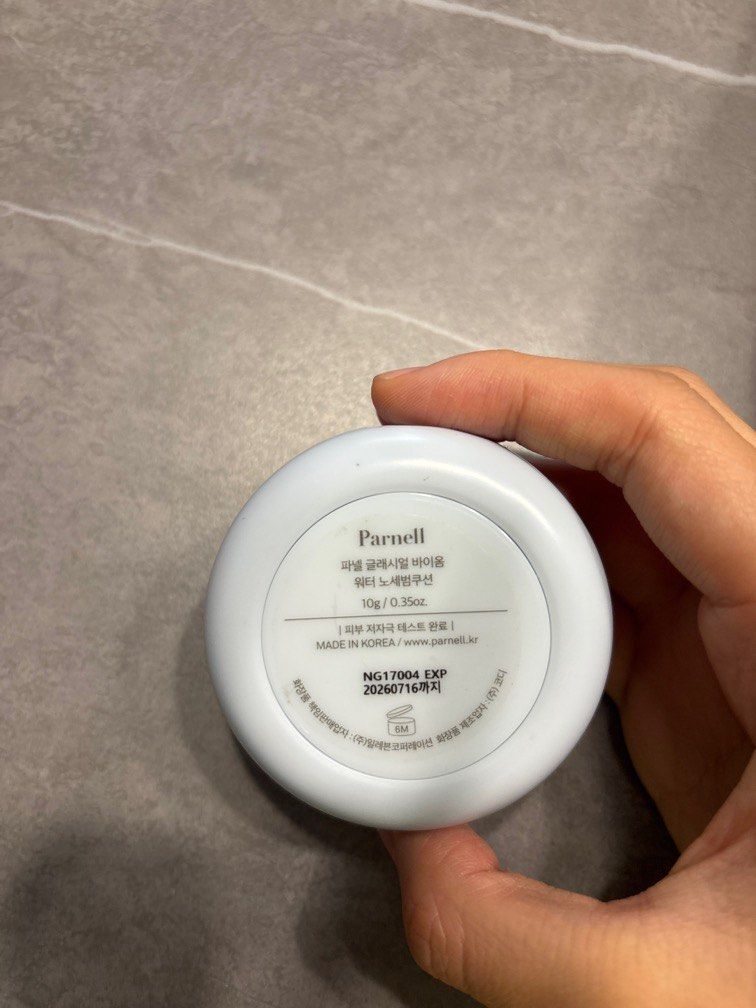 Parnell
파넬 글래시얼 바이옴
워터 노세범쿠션
10g / 0.35oz.
| 피부 저자극 테스트 완료 |
MADE IN KOREA / www.parnell.kr
NG17004 EXP
20260716까지
6M
화장품 책임판매업자 : (주)일레븐코퍼레이션 화장품 제조업자 : (주) 코디